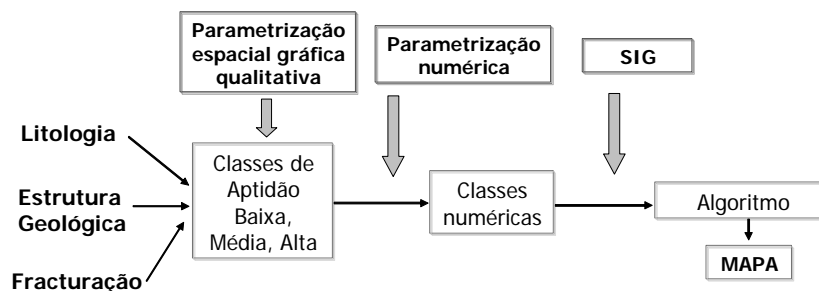 Parametrização
espacial gráfica
qualitativa
Parametrização
numérica
SIG
Litologia
Estrutura
Geológica
Fracturação
Classes de
Aptidão
Baixa,
Média, Alta
Classes
numéricas
Algoritmo
MAPA